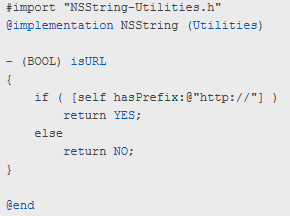 #import "NSString-Utilities.h"
@implementation NSString (Utilities)
- (BOOL) isURL
{
if ( [self hasPrefix:@"http://"] )
return YES;
else
return NO;
}
@end